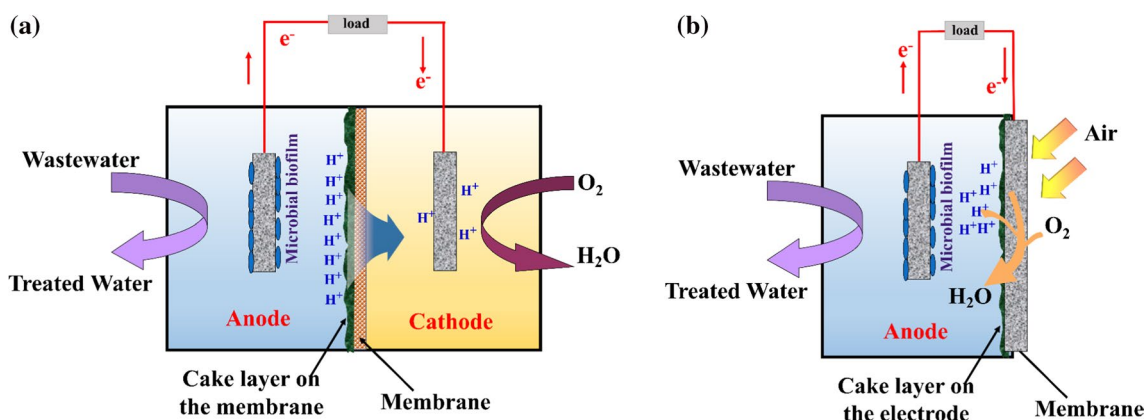 (a)
load
e-
e-
Wastewater
Treated Water
Microbial biofilm
H+
H+
H+
H+
H+
H+
H+
H+
H+
H+
H+
O2
H2O
Anode
Cathode
Cake layer on
the membrane
Membrane
(b)
load
e-
e-
Air
Wastewater
Treated Water
Microbial biofilm
H+
H+
H+
H+
H+
H+
H+
O2
H2O
Anode
Cake layer on
the electrode
Membrane